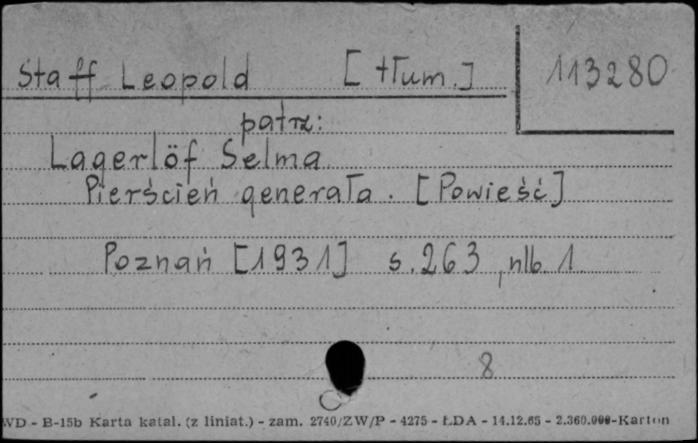 Staff Leopold [tłum.] 113280
patrz:
Lagerlöf Selma
Pierścień generała. [Powieść]
Poznań [1931] s. 263, nlb. 1.
8
WD - B-15b Karta katal. (z liniat.) - zam. 2740/ZW/P - 4275 - ŁDA - 14.12.65 - 2.360.000-Karton